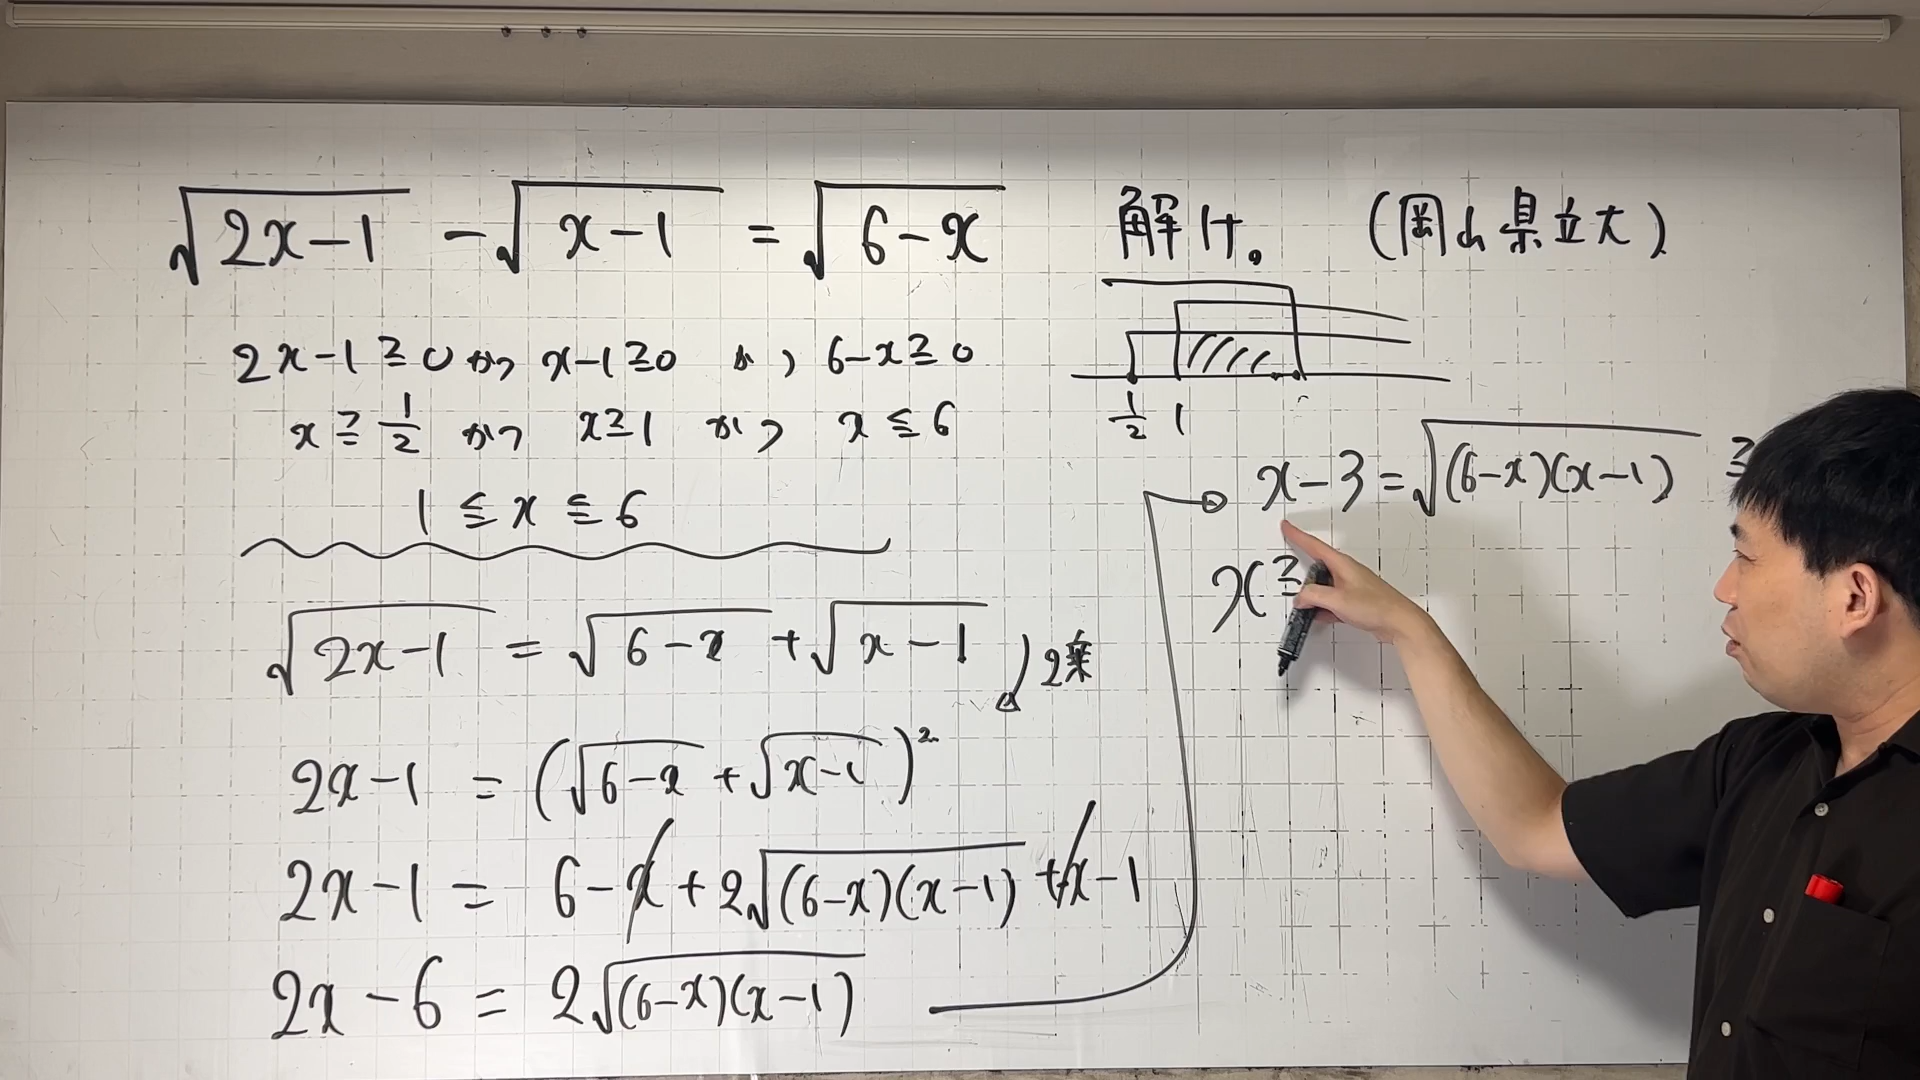 √(2x-1) - √(x-1) = √(6-x) 解け。 (岡山県立大)
2x-1≧0 かつ x-1≧0 かつ 6-x≧0
x≧1/2 かつ x≧1 かつ x≦6
1/2 1
1≦x≦6
x-3=√((6-x)(x-1)) ≧
x≧
√(2x-1) = √(6-x) + √(x-1) 2乗
2x-1 = (√(6-x) + √(x-1))²
2x-1 = 6-x+2√((6-x)(x-1)) +x-1
2x-6 = 2√((6-x)(x-1))